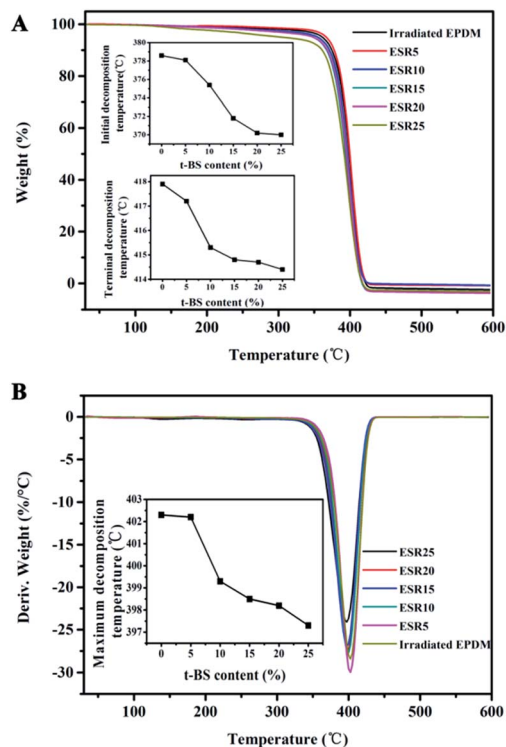 A
100
80
60
40
20
0
Weight (%)
100
200
300
400
500
600
Temperature (℃)
Irradiated EPDM
ESR5
ESR10
ESR15
ESR20
ESR25
Initial decomposition
temperature(℃)
380
378
376
374
372
370
0
5
10
15
20
25
t-BS content (%)
Terminal decomposition
temperature (℃)
418
417
416
415
414
0
5
10
15
20
25
t-BS content (%)
B
0
-5
-10
-15
-20
-25
-30
Deriv. Weight (%/°C)
100
200
300
400
500
600
Temperature (℃)
ESR25
ESR20
ESR15
ESR10
ESR5
Irradiated EPDM
Maximum decomposition
temperature (℃)
403
402
401
400
399
398
397
0
5
10
15
20
25
t-BS content (%)